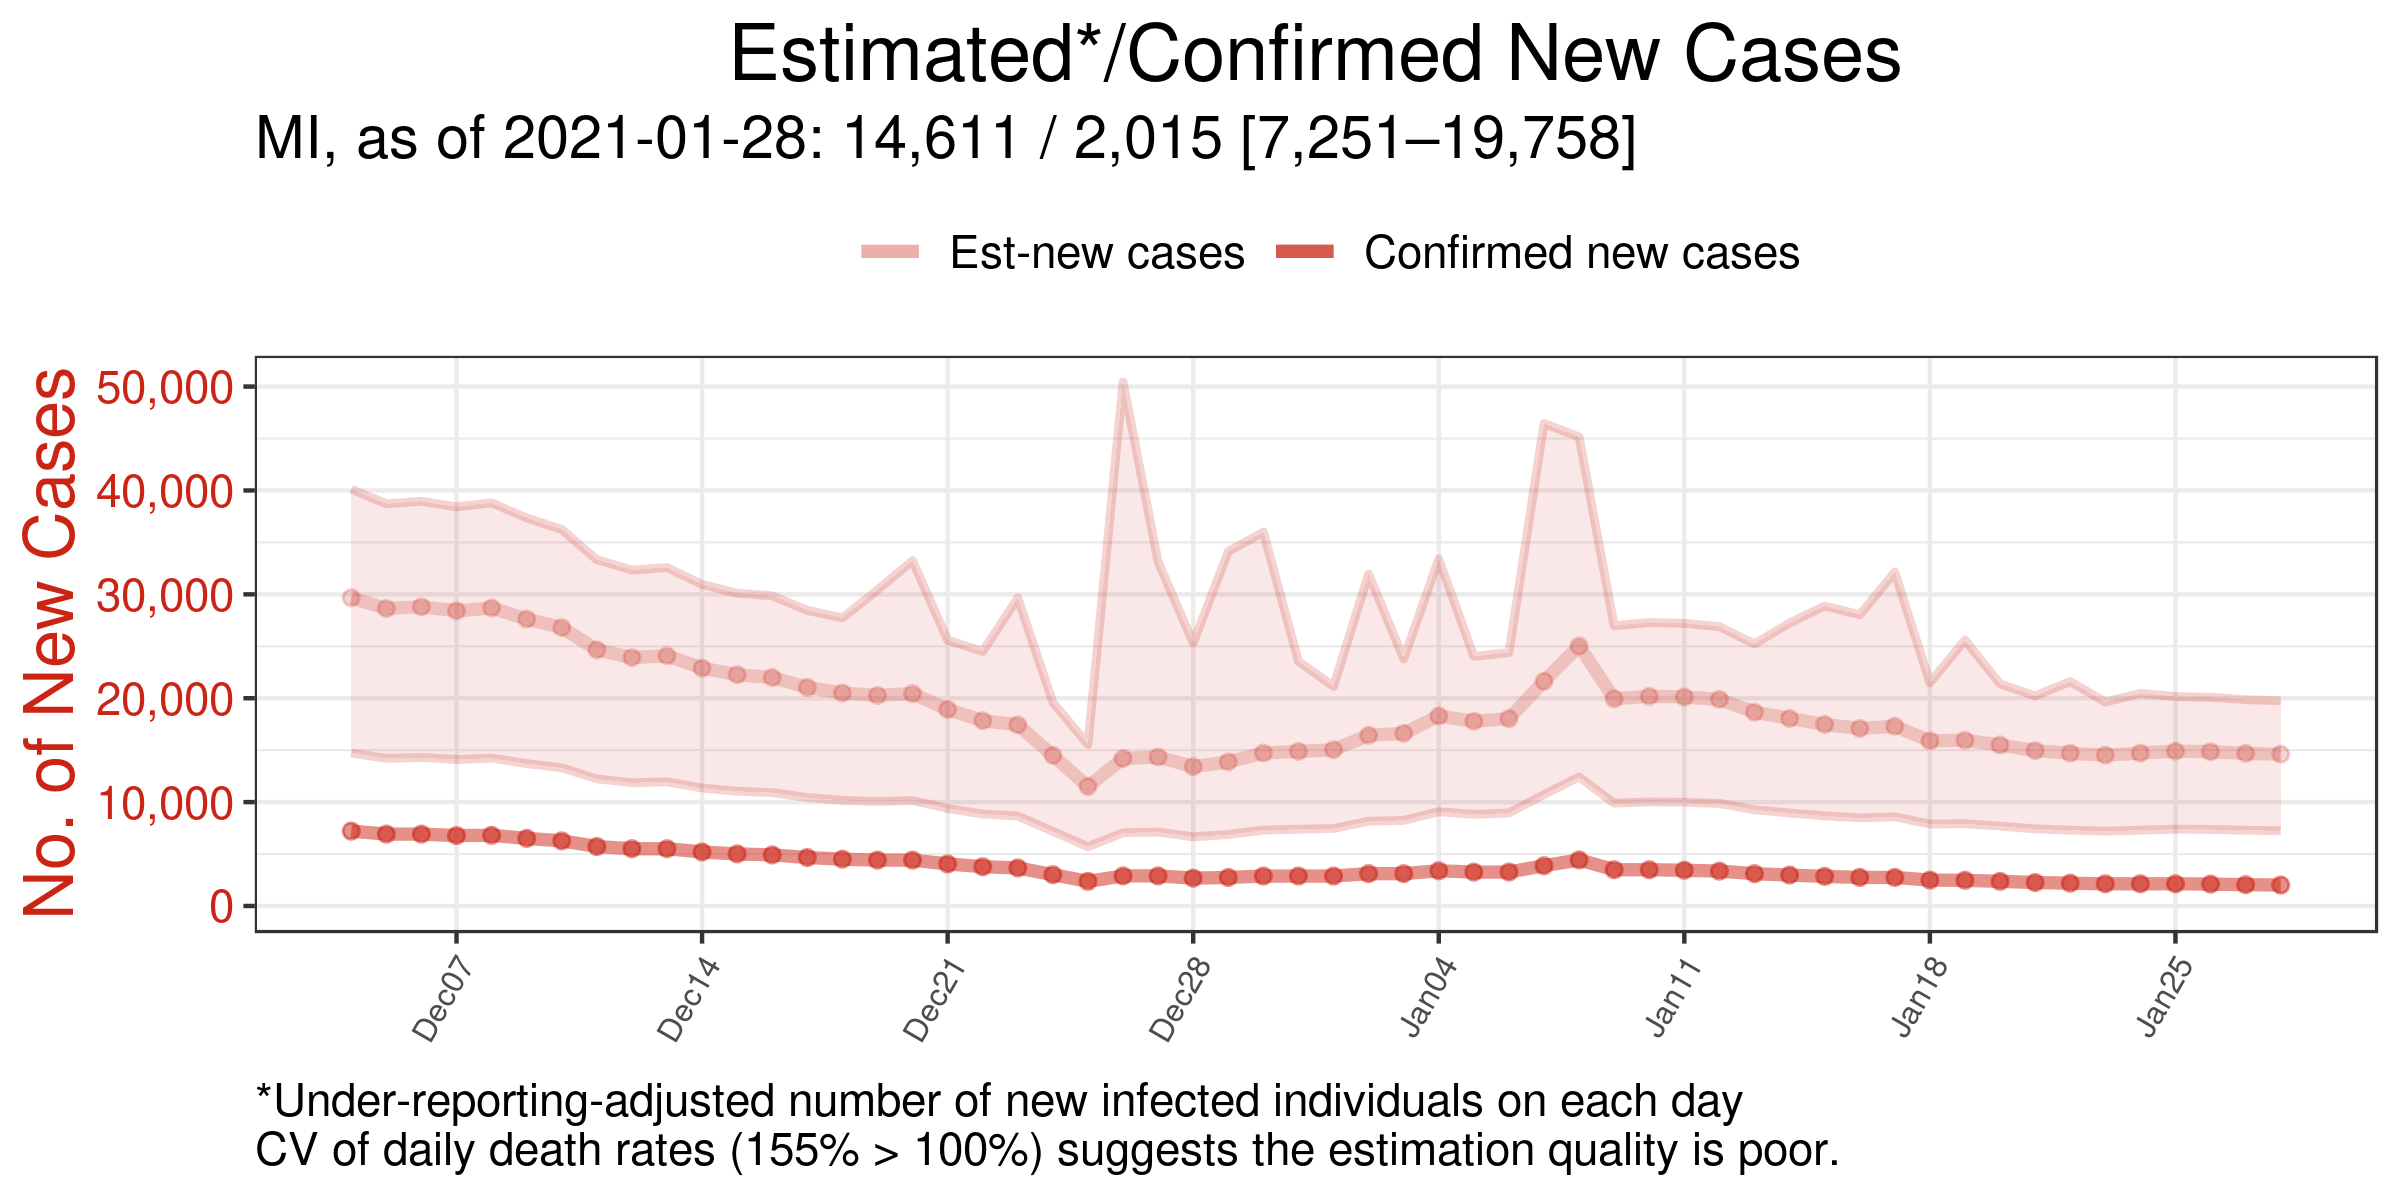 Estimated*/Confirmed New Cases
MI, as of 2021-01-28: 14,611 / 2,015 [7,251–19,758]
Est-new cases
Confirmed new cases
No. of New Cases
50,000
40,000
30,000
20,000
10,000
0
Dec07
Dec14
Dec21
Dec28
Jan04
Jan11
Jan18
Jan25
*Under-reporting-adjusted number of new infected individuals on each day
CV of daily death rates (155% > 100%) suggests the estimation quality is poor.